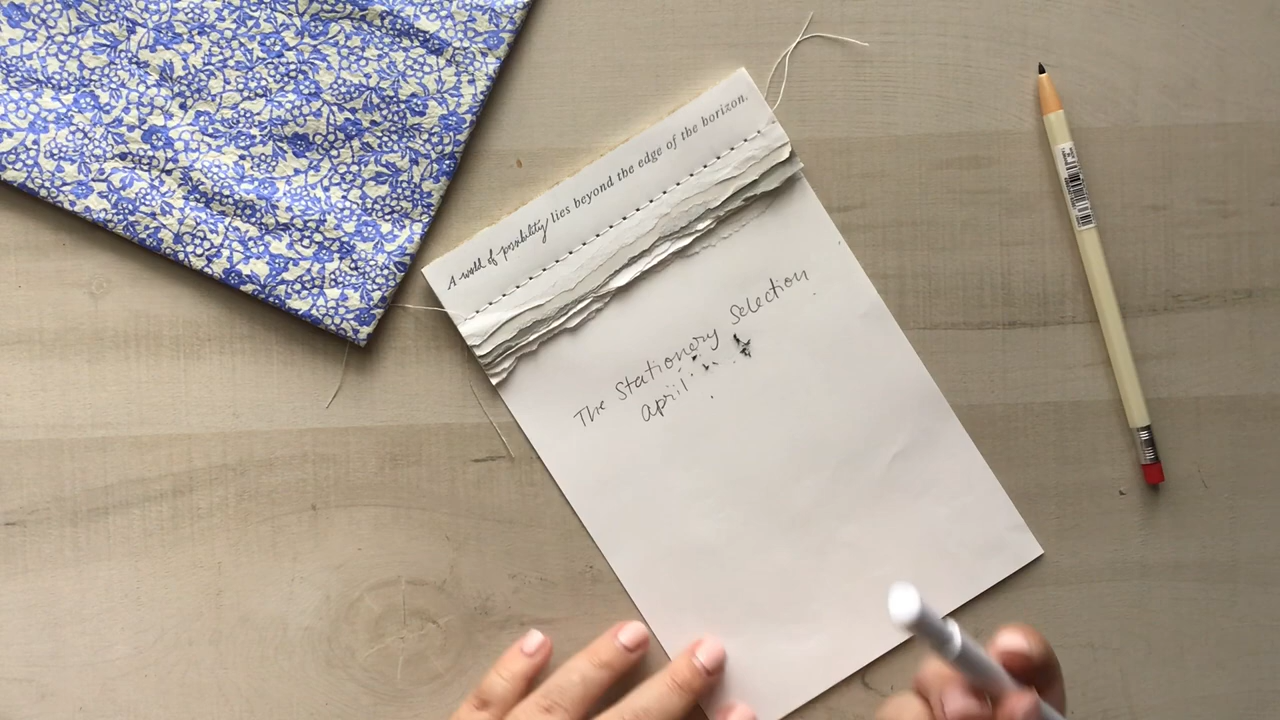 A world of possibility lies beyond the edge of the horizon.
The Stationery Selection
april